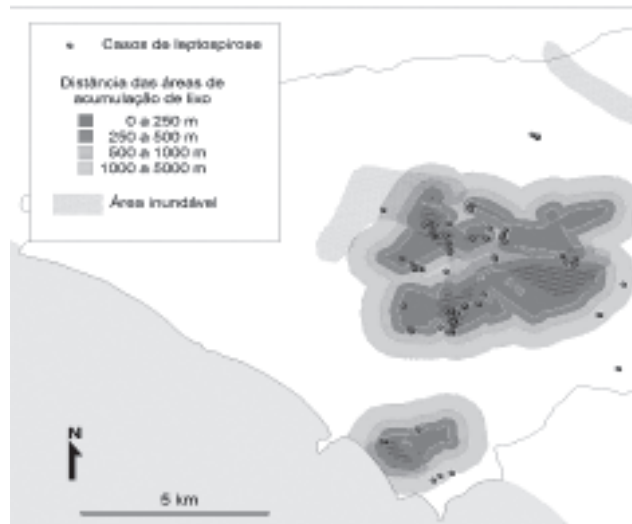 Casos de leptospirose
Distância das áreas de
acumulação de lixo
0 a 250 m
250 a 500 m
500 a 1000 m
1000 a 5000 m
Área inundável
N
5 km